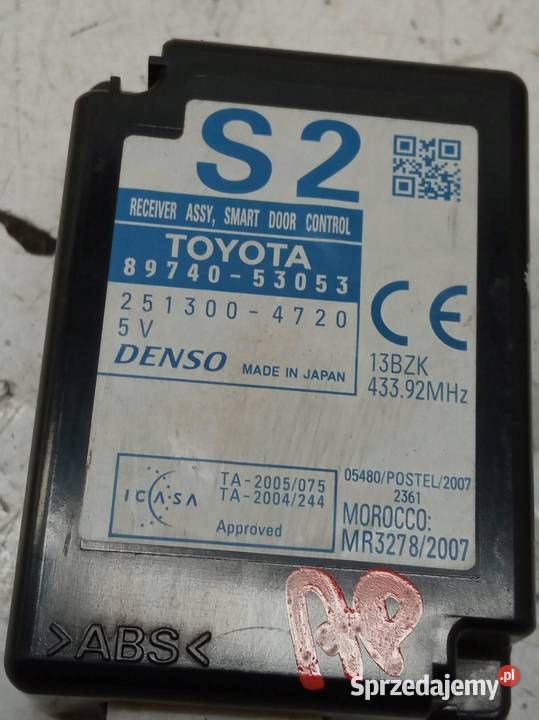 S2
RECEIVER ASSY, SMART DOOR CONTROL
TOYOTA
89740-53053
251300-4720
5V
DENSO MADE IN JAPAN
CE
13BZK
433.92MHz
ICASA
TA-2005/075
TA-2004/244
Approved
05480/POSTEL/2007
2361
MOROCCO:
MR3278/2007
>ABS<
Sprzedajemy.pl